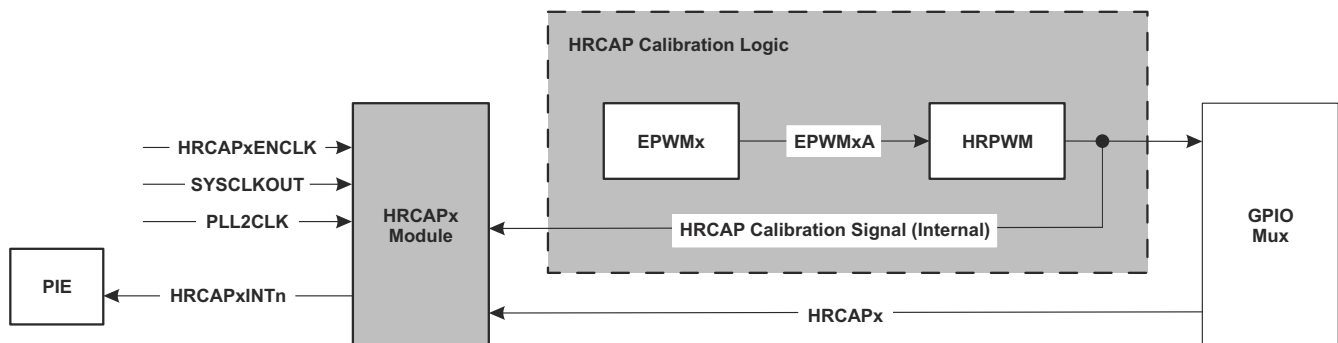 HRCAP Calibration Logic
EPWMx
EPWMxA
HRPWM
HRCAPxENCLK
SYSCLKOUT
PLL2CLK
HRCAPx
Module
HRCAP Calibration Signal (Internal)
GPIO
Mux
PIE
HRCAPxINTn
HRCAPx